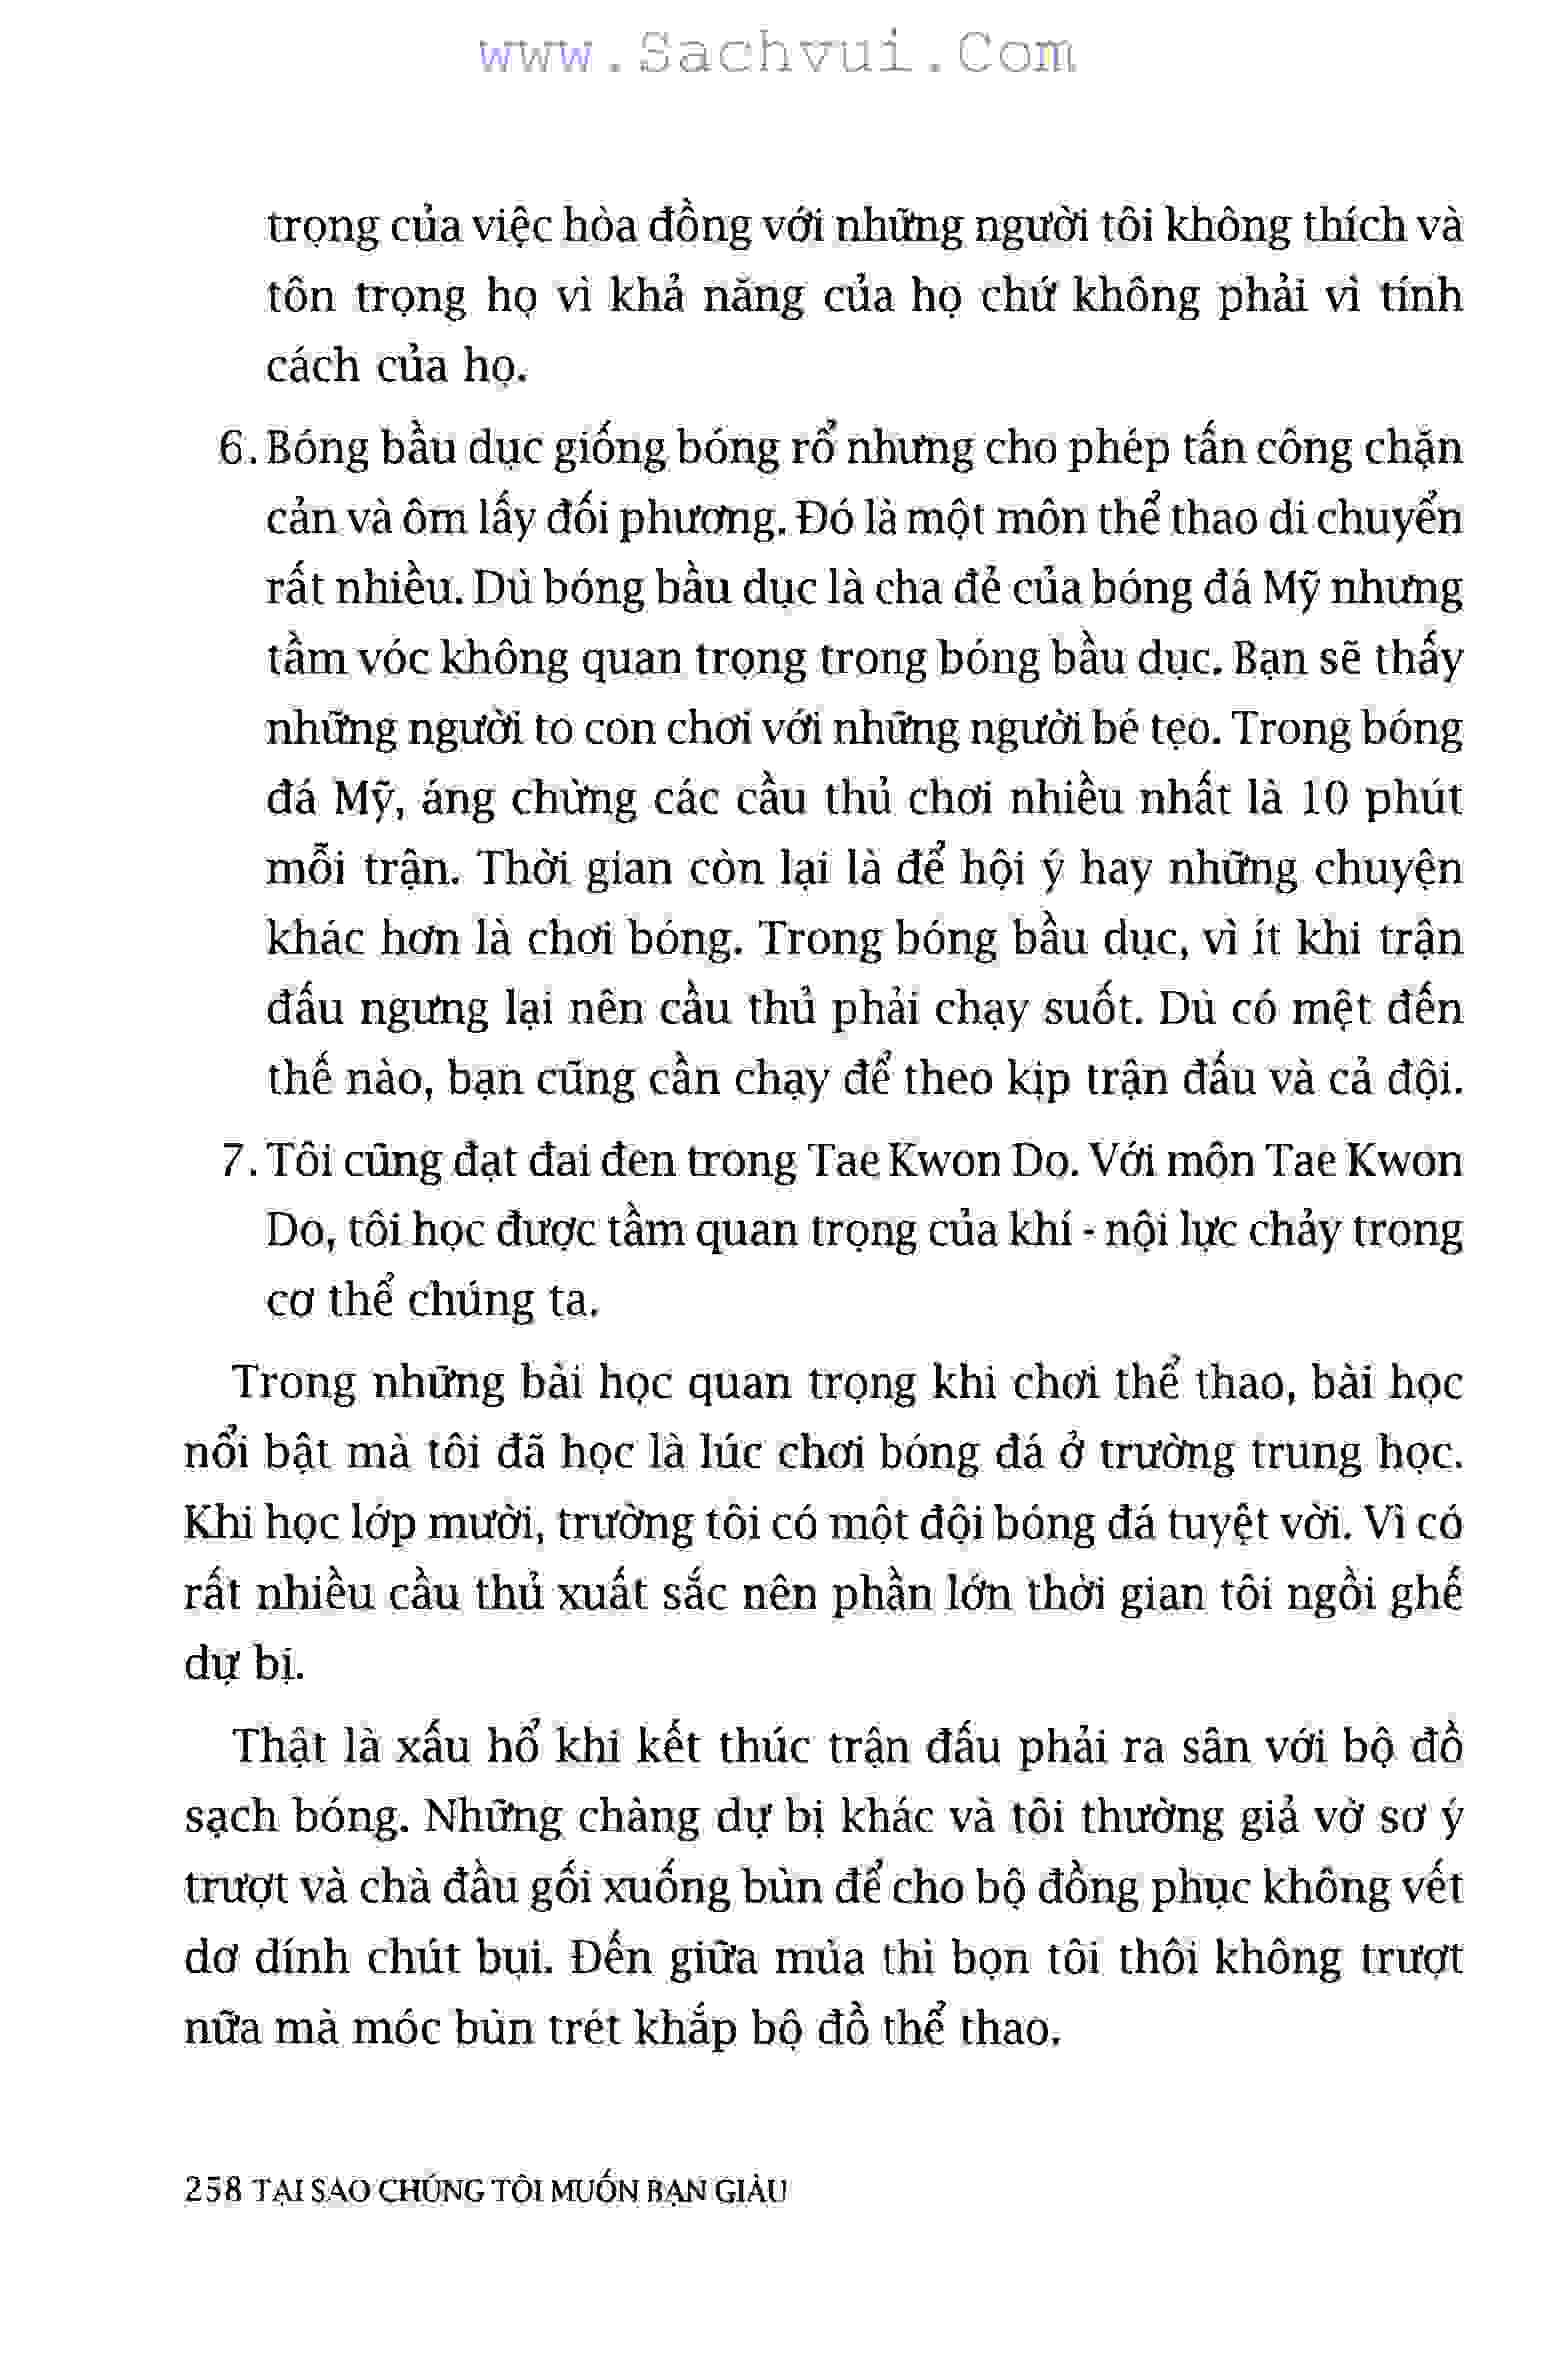 www.Sachvui.Com
trọng của việc hòa đồng với những người tôi không thích và
tôn trọng họ vì khả năng của họ chứ không phải vì tính
cách của họ.
6. Bóng bầu dục giống bóng rổ nhưng cho phép tấn công chặn
cản và ôm lấy đối phương. Đó là một môn thể thao di chuyển
rất nhiều. Dù bóng bầu dục là cha đẻ của bóng đá Mỹ nhưng
tầm vóc không quan trọng trong bóng bầu dục. Bạn sẽ thấy
những người to con chơi với những người bé tẹo. Trong bóng
đá Mỹ, áng chừng các cầu thủ chơi nhiều nhất là 10 phút
mỗi trận. Thời gian còn lại là để hội ý hay những chuyện
khác hơn là chơi bóng. Trong bóng bầu dục, vì ít khi trận
đấu ngưng lại nên cầu thủ phải chạy suốt. Dù có mệt đến
thế nào, bạn cũng cần chạy để theo kịp trận đấu và cả đội.
7. Tôi cũng đạt đai đen trong Tae Kwon Do. Với môn Tae Kwon
Do, tôi học được tầm quan trọng của khí - nội lực chảy trong
cơ thể chúng ta.
Trong những bài học quan trọng khi chơi thể thao, bài học
nổi bật mà tôi đã học là lúc chơi bóng đá ở trường trung học.
Khi học lớp mười, trường tôi có một đội bóng đá tuyệt vời. Vì có
rất nhiều cầu thủ xuất sắc nên phần lớn thời gian tôi ngồi ghế
dự bị.
Thật là xấu hổ khi kết thúc trận đấu phải ra sân với bộ đồ
sạch bóng. Những chàng dự bị khác và tôi thường giả vờ sơ ý
trượt và chà đầu gối xuống bùn để cho bộ đồng phục không vết
dơ dính chút bụi. Đến giữa mùa thì bọn tôi thôi không trượt
nữa mà móc bùn trét khắp bộ đồ thể thao.
258 TẠI SAO CHÚNG TÔI MUỐN BẠN GIÀU